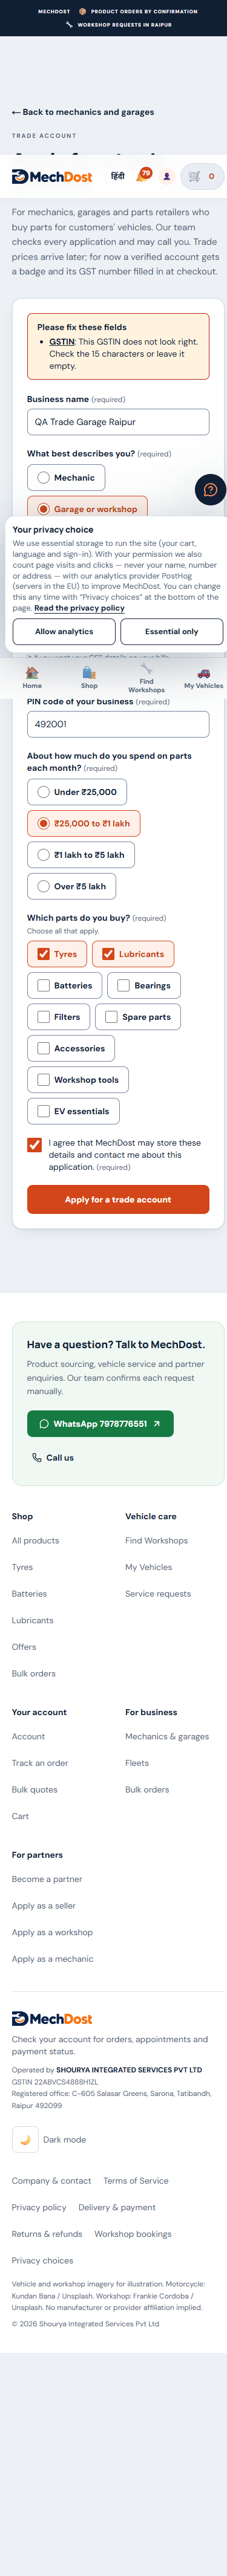 MECHDOST PRODUCT ORDERS BY CONFIRMATION
WORKSHOP REQUESTS IN RAIPUR
← Back to mechanics and garages
TRADE ACCOUNT
MechDost हिंदी 79 0
For mechanics, garages and parts retailers who
buy parts for customers' vehicles. Our team
checks every application and may call you. Trade
prices arrive later; for now a verified account gets
a badge and its GST number filled in at checkout.
Please fix these fields
GSTIN: This GSTIN does not look right.
Check the 15 characters or leave it
empty.
Business name (required)
QA Trade Garage Raipur
What best describes you? (required)
Mechanic
Garage or workshop
Your privacy choice
We use essential storage to run the site (your cart,
language and sign-in). With your permission we also
count page visits and clicks — never your name, number
or address — with our analytics provider PostHog
(servers in the EU) to improve MechDost. You can change
this any time with "Privacy choices" at the bottom of the
page. Read the privacy policy
Allow analytics
Essential only
Home
Shop
Find
Workshops
My Vehicles
PIN code of your business (required)
492001
About how much do you spend on parts
each month? (required)
Under ₹25,000
₹25,000 to ₹1 lakh
₹1 lakh to ₹5 lakh
Over ₹5 lakh
Which parts do you buy? (required)
Choose all that apply.
Tyres
Lubricants
Batteries
Bearings
Filters
Spare parts
Accessories
Workshop tools
EV essentials
I agree that MechDost may store these
details and contact me about this
application. (required)
Apply for a trade account
Have a question? Talk to MechDost.
Product sourcing, vehicle service and partner
enquiries. Our team confirms each request
manually.
WhatsApp 7978776551
Call us
Shop
All products
Tyres
Batteries
Lubricants
Offers
Bulk orders
Vehicle care
Find Workshops
My Vehicles
Service requests
Your account
Account
Track an order
Bulk quotes
Cart
For business
Mechanics & garages
Fleets
Bulk orders
For partners
Become a partner
Apply as a seller
Apply as a workshop
Apply as a mechanic
MechDost
Check your account for orders, appointments and
payment status.
Operated by SHOURYA INTEGRATED SERVICES PVT LTD
GSTIN 22ABVCS4888H1ZL
Registered office: C-605 Salasar Greens, Sarona, Tatibandh,
Raipur 492099
Dark mode
Company & contact Terms of Service
Privacy policy Delivery & payment
Returns & refunds Workshop bookings
Privacy choices
Vehicle and workshop imagery for illustration. Motorcycle:
Kundan Bana / Unsplash. Workshop: Frankie Cordoba /
Unsplash. No manufacturer or provider affiliation implied.
© 2026 Shourya Integrated Services Pvt Ltd